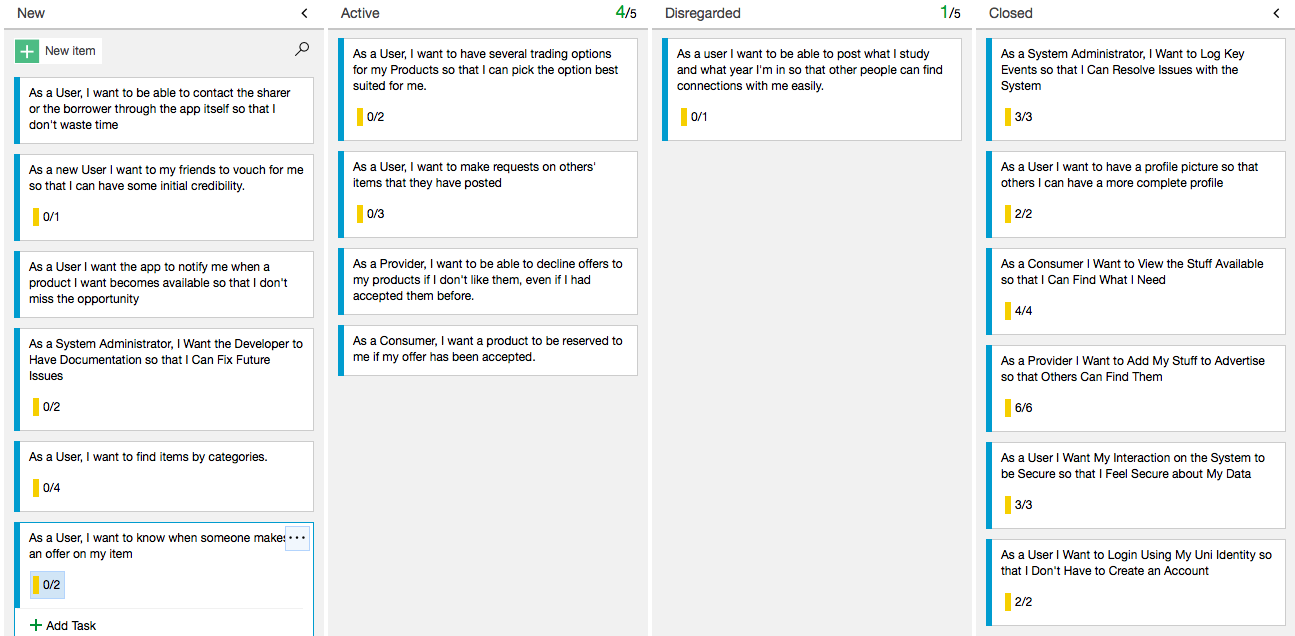 New
New item
As a User, I want to be able to contact the sharer
or the borrower through the app itself so that I
don't waste time
As a new User I want to my friends to vouch for me
so that I can have some initial credibility.
0/1
As a User I want the app to notify me when a
product I want becomes available so that I don't
miss the opportunity
As a System Administrator, I Want the Developer to
Have Documentation so that I Can Fix Future
Issues
0/2
As a User, I want to find items by categories.
0/4
As a User, I want to know when someone makes
an offer on my item
0/2
Add Task
Active 4/5
As a User, I want to have several trading options
for my Products so that I can pick the option best
suited for me.
0/2
As a User, I want to make requests on others'
items that they have posted
0/3
As a Provider, I want to be able to decline offers to
my products if I don't like them, even if I had
accepted them before.
As a Consumer, I want a product to be reserved to
me if my offer has been accepted.
Disregarded 1/5
As a user I want to be able to post what I study
and what year I'm in so that other people can find
connections with me easily.
0/1
Closed
As a System Administrator, I Want to Log Key
Events so that I Can Resolve Issues with the
System
3/3
As a User I want to have a profile picture so that
others I can have a more complete profile
2/2
As a Consumer I Want to View the Stuff Available
so that I Can Find What I Need
4/4
As a Provider I Want to Add My Stuff to Advertise
so that Others Can Find Them
6/6
As a User I Want My Interaction on the System to
be Secure so that I Feel Secure about My Data
3/3
As a User I Want to Login Using My Uni Identity so
that I Don't Have to Create an Account
2/2